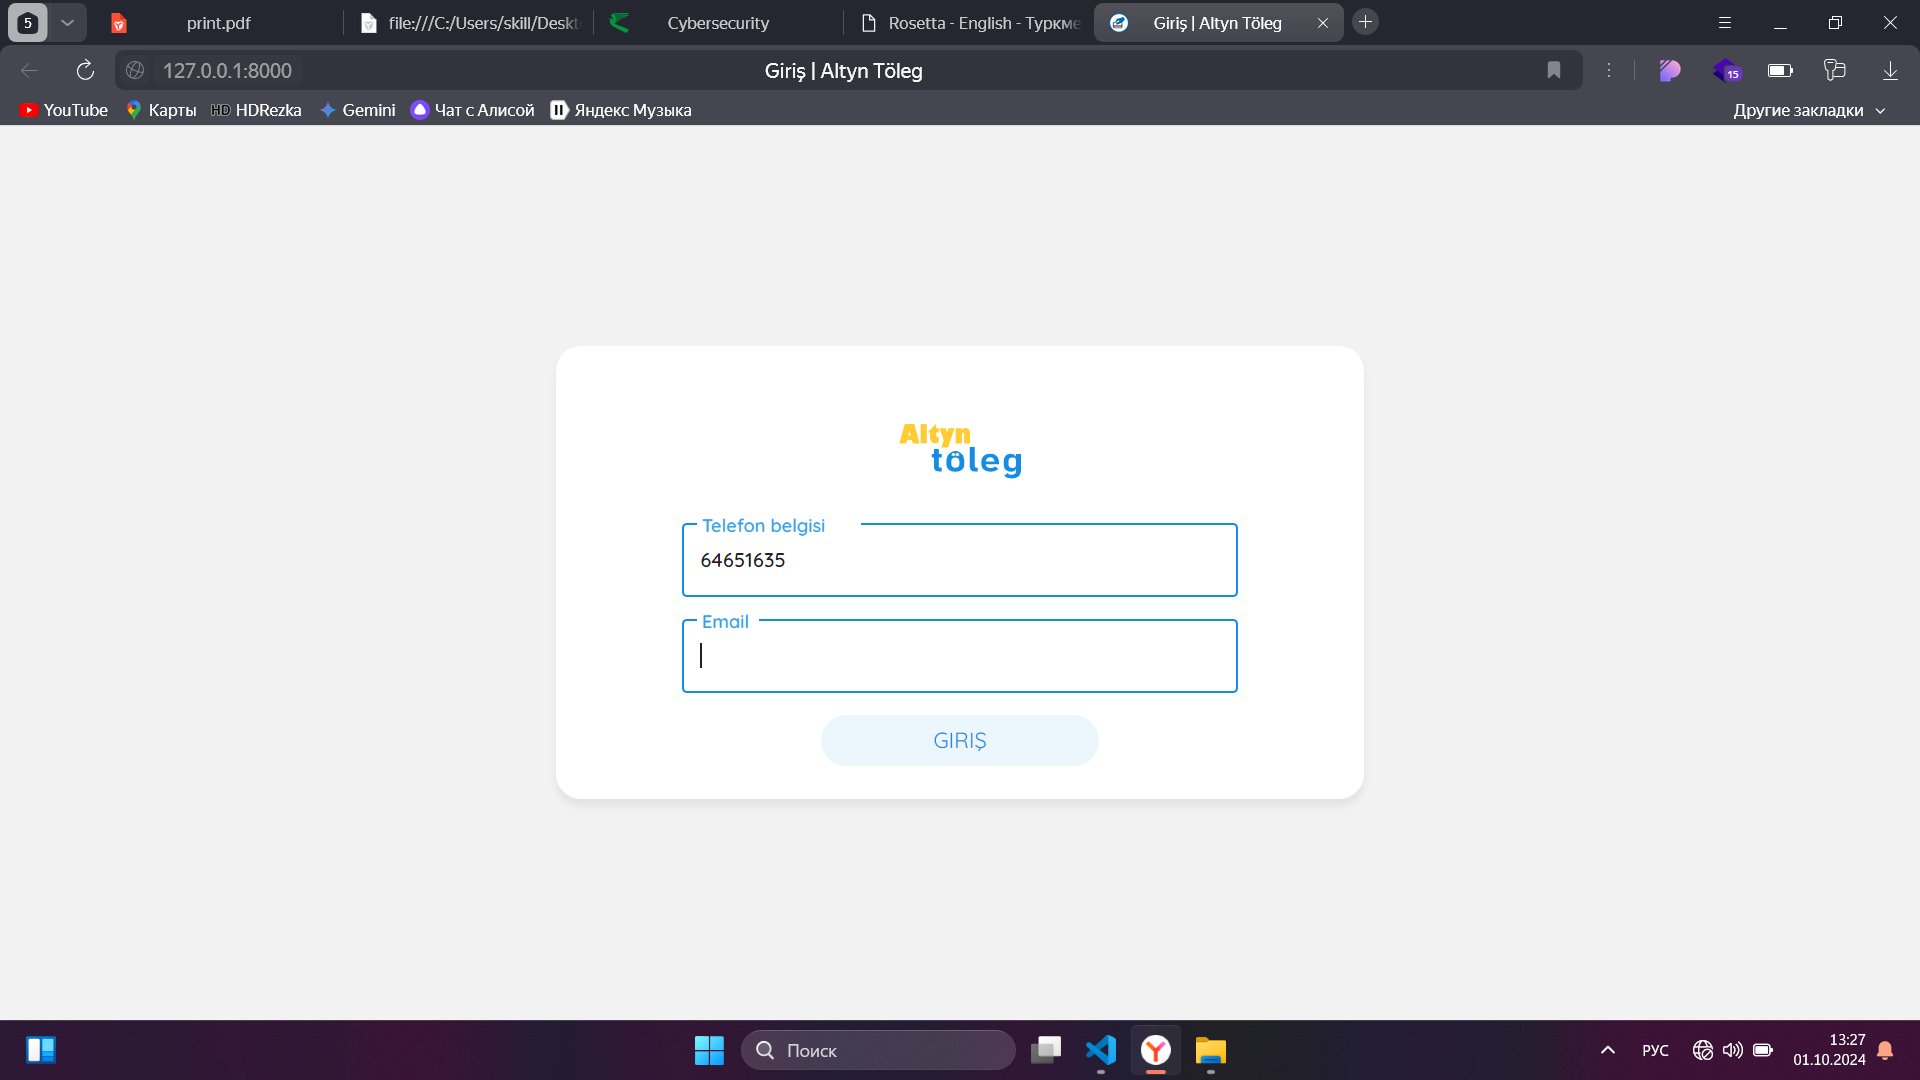 5
print.pdf
file:///C:/Users/skill/Deskt
Cybersecurity
Rosetta - English - Туркме
Giriş | Altyn Töleg
127.0.0.1:8000
Giriş | Altyn Töleg
15
YouTube
Карты
HD HDRezka
Gemini
Чат с Алисой
Яндекс Музыка
Другие закладки
Altyn
töleg
Telefon belgisi
64651635
Email
GIRIŞ
Поиск
РУС
13:27
01.10.2024